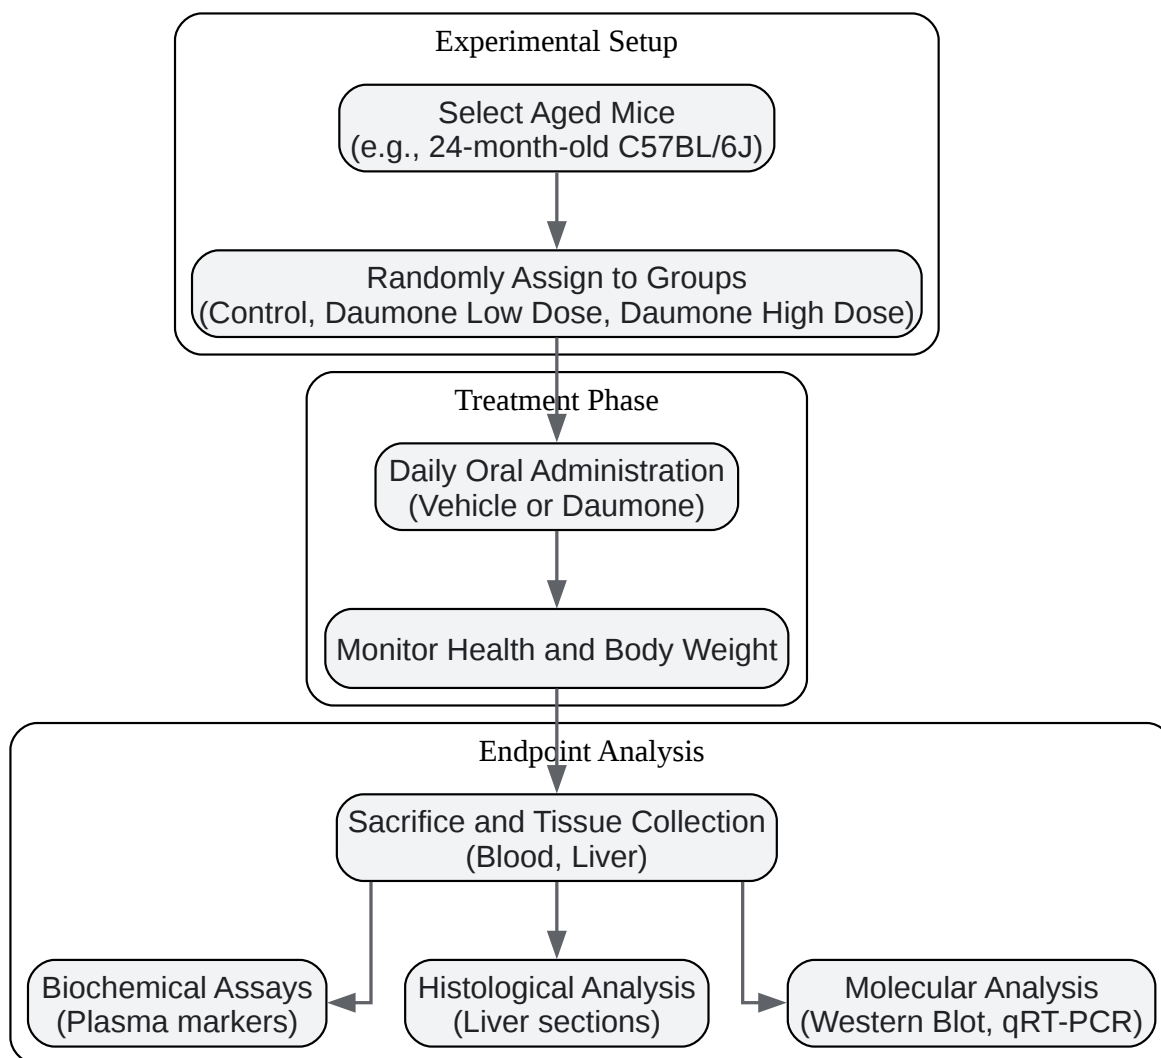 Experimental Setup
Select Aged Mice
(e.g., 24-month-old C57BL/6J)
Randomly Assign to Groups
(Control, Daumone Low Dose, Daumone High Dose)
Treatment Phase
Daily Oral Administration
(Vehicle or Daumone)
Monitor Health and Body Weight
Endpoint Analysis
Sacrifice and Tissue Collection
(Blood, Liver)
Biochemical Assays
(Plasma markers)
Histological Analysis
(Liver sections)
Molecular Analysis
(Western Blot, qRT-PCR)